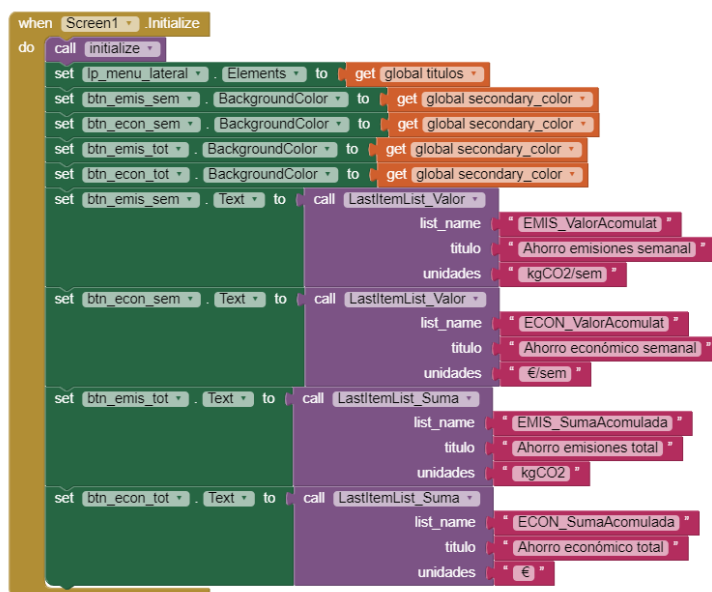 when Screen1 .Initialize
do call initialize
set lp_menu_lateral . Elements to get global titulos
set btn_emis_sem . BackgroundColor to get global secondary_color
set btn_econ_sem . BackgroundColor to get global secondary_color
set btn_emis_tot . BackgroundColor to get global secondary_color
set btn_econ_tot . BackgroundColor to get global secondary_color
set btn_emis_sem . Text to call LastItemList_Valor
list_name " EMIS_ValorAcomulat "
titulo " Ahorro emisiones semanal "
unidades " kgCO2/sem "
set btn_econ_sem . Text to call LastItemList_Valor
list_name " ECON_ValorAcomulat "
titulo " Ahorro económico semanal "
unidades " €/sem "
set btn_emis_tot . Text to call LastItemList_Suma
list_name " EMIS_SumaAcomulada "
titulo " Ahorro emisiones total "
unidades " kgCO2 "
set btn_econ_tot . Text to call LastItemList_Suma
list_name " ECON_SumaAcomulada "
titulo " Ahorro económico total "
unidades " € "